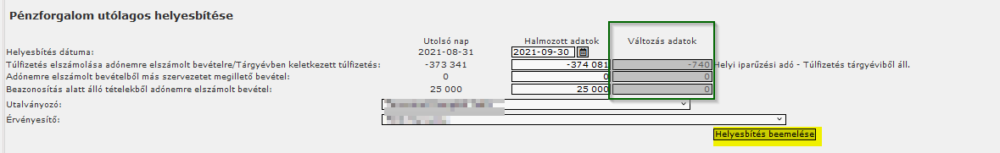 Pénzforgalom utólagos helyesbítése
Utolsó nap Halmozott adatok Változás adatok
Helyesbítés dátuma: 2021-08-31 2021-09-30
Túlfizetés elszámolása adónemre elszámolt bevételre/Tárgyévben keletkezett túlfizetés: -373 341 -374 081 -740 Helyi iparűzési adó - Túlfizetés tárgyéviből áll.
Adónemre elszámolt bevételből más szervezetet megillető bevétel: 0 0 0
Beazonosítás alatt álló tételekből adónemre elszámolt bevétel: 25 000 25 000 0
Utalványozó:
Érvényesítő:
Helyesbítés beemelése